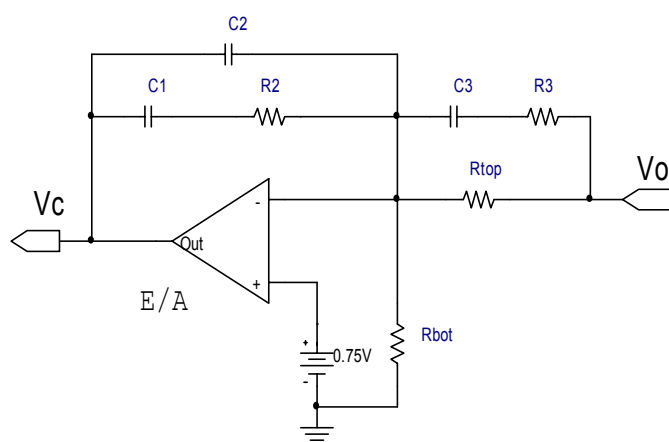 C2
C1
R2
C3
R3
Rtop
Vo
Vc
-
Out
+
E/A
+
0.75V
-
Rbot